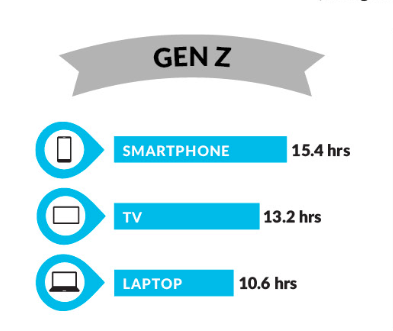 GEN Z
SMARTPHONE 15.4 hrs
TV 13.2 hrs
LAPTOP 10.6 hrs